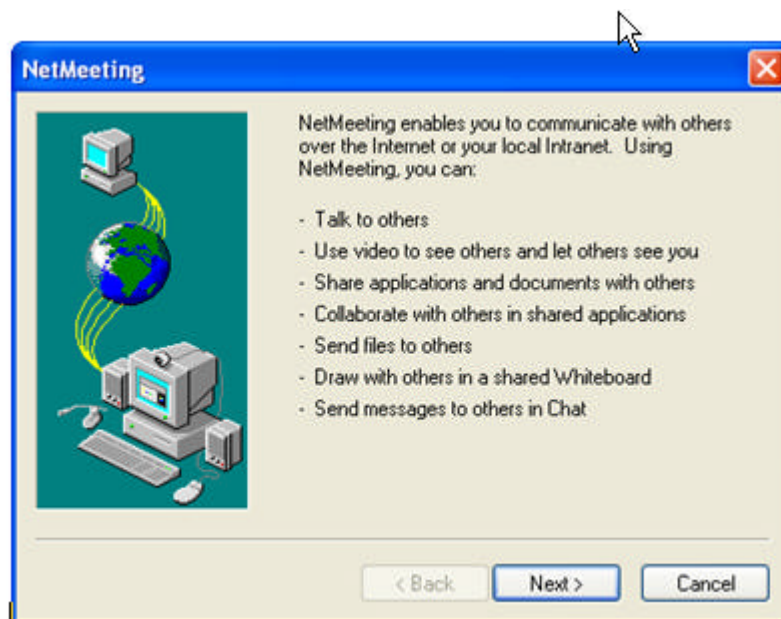 NetMeeting
NetMeeting enables you to communicate with others
over the Internet or your local Intranet. Using
NetMeeting, you can:
- Talk to others
- Use video to see others and let others see you
- Share applications and documents with others
- Collaborate with others in shared applications
- Send files to others
- Draw with others in a shared Whiteboard
- Send messages to others in Chat
< Back Next > Cancel